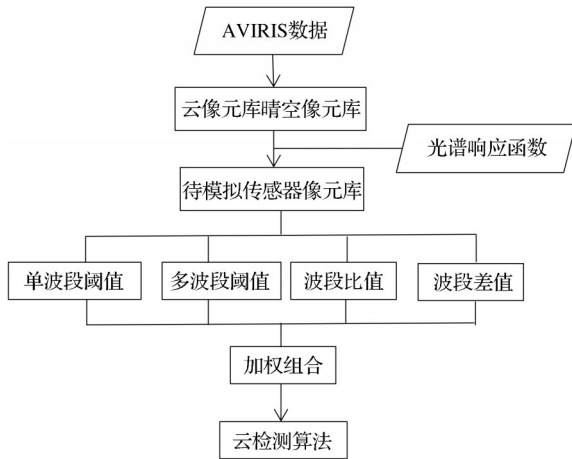 AVIRIS数据
云像元库晴空像元库
光谱响应函数
待模拟传感器像元库
单波段阈值
多波段阈值
波段比值
波段差值
加权组合
云检测算法